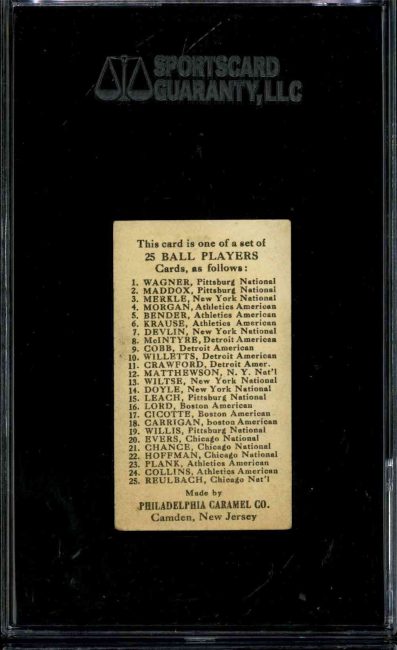 SPORTSCARD
GUARANTY, LLC
This card is one of a set of
25 BALL PLAYERS
Cards, as follows:
1. WAGNER, Pittsburg National
2. MADDOX, Pittsburg National
3. MERKLE, New York National
4. MORGAN, Athletics American
5. BENDER, Athletics American
6. KRAUSE, Athletics American
7. DEVLIN, New York National
8. McINTYRE, Detroit American
9. COBB, Detroit American
10. WILLETTS, Detroit American
11. CRAWFORD, Detroit Amer.
12. MATTHEWSON, N. Y. Nat'l
13. WILTSE, New York National
14. DOYLE, New York National
15. LEACH, Pittsburg National
16. LORD, Boston American
17. CICOTTE, Boston American
18. CARRIGAN, boston American
19. WILLIS, Pittsburg National
20. EVERS, Chicago National
21. CHANCE, Chicago National
22. HOFFMAN, Chicago National
23. PLANK, Athletics American
24. COLLINS, Athletics American
25. REULBACH, Chicago Nat'l
Made by
PHILADELPHIA CARAMEL CO.
Camden, New Jersey